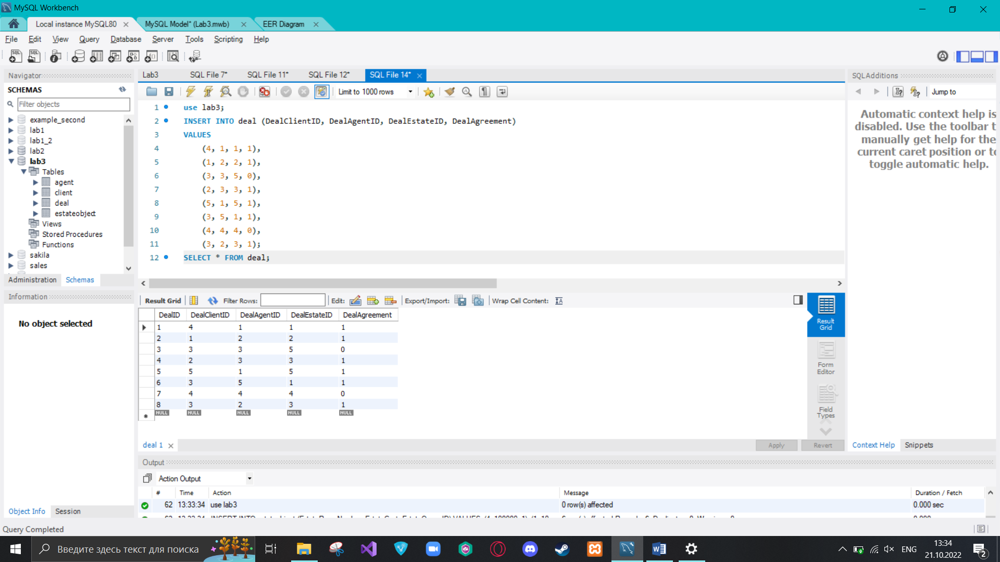 MySQL Workbench
Local instance MySQL80
MySQL Model* (Lab3.mwb)
EER Diagram
File Edit View Query Database Server Tools Scripting Help
Navigator
SCHEMAS
Filter objects
example_second
lab1
lab1_2
lab2
lab3
Tables
agent
client
deal
estateobject
Views
Stored Procedures
Functions
sakila
sales
Administration Schemas
Information
No object selected
Object Info Session
Lab3 SQL File 7* SQL File 11* SQL File 12* SQL File 14*
Limit to 1000 rows
1 use lab3;
2 INSERT INTO deal (DealClientID, DealAgentID, DealEstateID, DealAgreement)
3 VALUES
4 (4, 1, 1, 1),
5 (1, 2, 2, 1),
6 (3, 3, 5, 0),
7 (2, 3, 3, 1),
8 (5, 1, 5, 1),
9 (3, 5, 1, 1),
10 (4, 4, 4, 0),
11 (3, 2, 3, 1);
12 SELECT * FROM deal;
Result Grid Filter Rows: Edit: Export/Import: Wrap Cell Content: IA
DealID DealClientID DealAgentID DealEstateID DealAgreement
1 4 1 1 1
2 1 2 2 1
3 3 3 5 0
4 2 3 3 1
5 5 1 5 1
6 3 5 1 1
7 4 4 4 0
8 3 2 3 1
NULL NULL NULL NULL NULL
Result
Grid
Form
Editor
Field
Types
deal 1
Apply Revert
SQLAdditions
Jump to
Automatic context help is
disabled. Use the toolbar t
manually get help for the
current caret position or to
toggle automatic help.
Context Help Snippets
Output
Action Output
# Time Action Message Duration / Fetch
62 13:33:34 use lab3 0 row(s) affected 0.000 sec
Query Completed
Введите здесь текст для поиска
ENG
13:34
21.10.2022
2